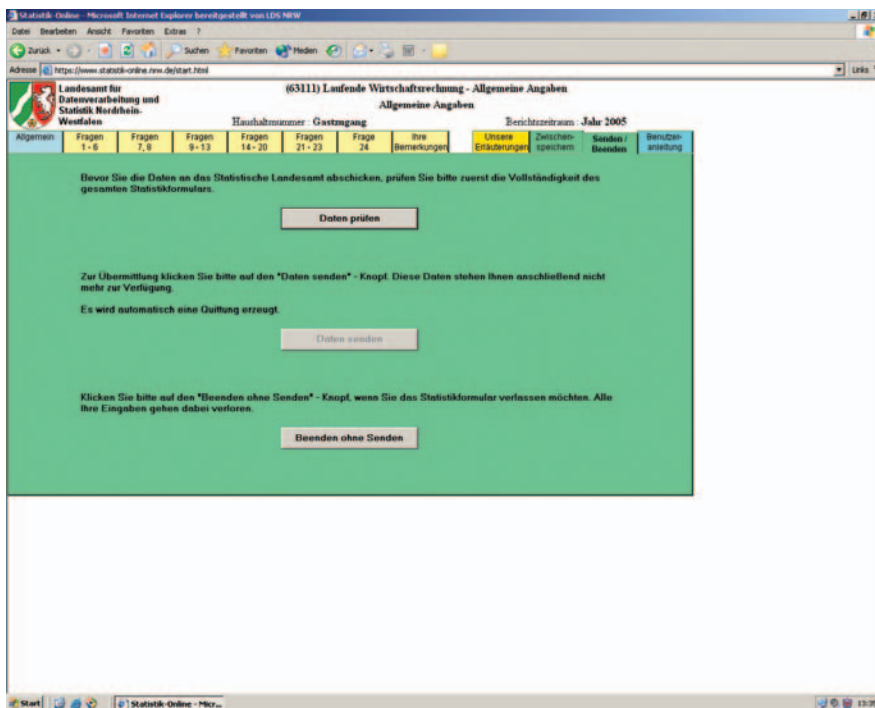 Statistik-Online - Microsoft Internet Explorer bereitgestellt von LDS NRW
Datei Bearbeiten Ansicht Favoriten Extras ?
Zurück Suchen Favoriten Medien
Adresse https://www.statistik-online.nrw.de/start.html Links
Landesamt für
Datenverarbeitung und
Statistik Nordrhein-
Westfalen
(63111) Laufende Wirtschaftsrechnung - Allgemeine Angaben
Allgemeine Angaben
Haushaltsnummer : Gastzugang Berichtszeitraum : Jahr 2005
Allgemein
Fragen
1 - 6
Fragen
7, 8
Fragen
9 - 13
Fragen
14 - 20
Fragen
21 - 23
Frage
24
Ihre
Bemerkungen
Unsere
Erläuterungen
Zwischen-
speichern
Senden /
Beenden
Benutzer-
anleitung
Bevor Sie die Daten an das Statistische Landesamt abschicken, prüfen Sie bitte zuerst die Vollständigkeit des
gesamten Statistikformulars.
Daten prüfen
Zur Übermittlung klicken Sie bitte auf den "Daten senden" - Knopf. Diese Daten stehen Ihnen anschließend nicht
mehr zur Verfügung.
Es wird automatisch eine Quittung erzeugt.
Daten senden
Klicken Sie bitte auf den "Beenden ohne Senden" - Knopf, wenn Sie das Statistikformular verlassen möchten. Alle
Ihre Eingaben gehen dabei verloren.
Beenden ohne Senden
Start Statistik-Online - Micr...